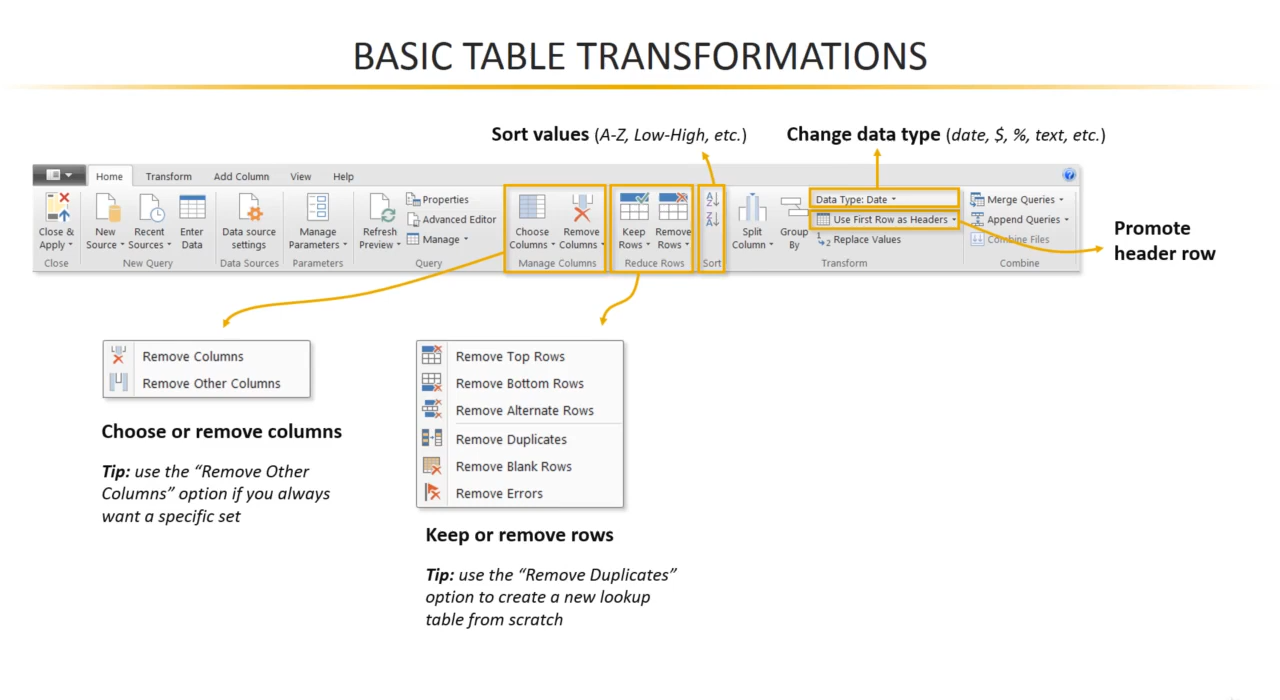 BASIC TABLE TRANSFORMATIONS
Sort values (A-Z, Low-High, etc.)
Change data type (date, $, %, text, etc.)
Home Transform Add Column View Help
Close & Apply
New Source
Recent Sources
Enter Data
Data source settings
Manage Parameters
Refresh Preview
Properties
Advanced Editor
Manage
Choose Columns
Remove Columns
Keep Rows
Remove Rows
A Z
Z A
Split Column
Group By
Data Type: Date
Use First Row as Headers
1 2 Replace Values
Merge Queries
Append Queries
Combine Files
Close
New Query
Data Sources
Parameters
Query
Manage Columns
Reduce Rows
Sort
Transform
Combine
Promote
header row
Remove Columns
Remove Other Columns
Choose or remove columns
Tip: use the “Remove Other
Columns” option if you always
want a specific set
Remove Top Rows
Remove Bottom Rows
Remove Alternate Rows
Remove Duplicates
Remove Blank Rows
Remove Errors
Keep or remove rows
Tip: use the “Remove Duplicates”
option to create a new lookup
table from scratch